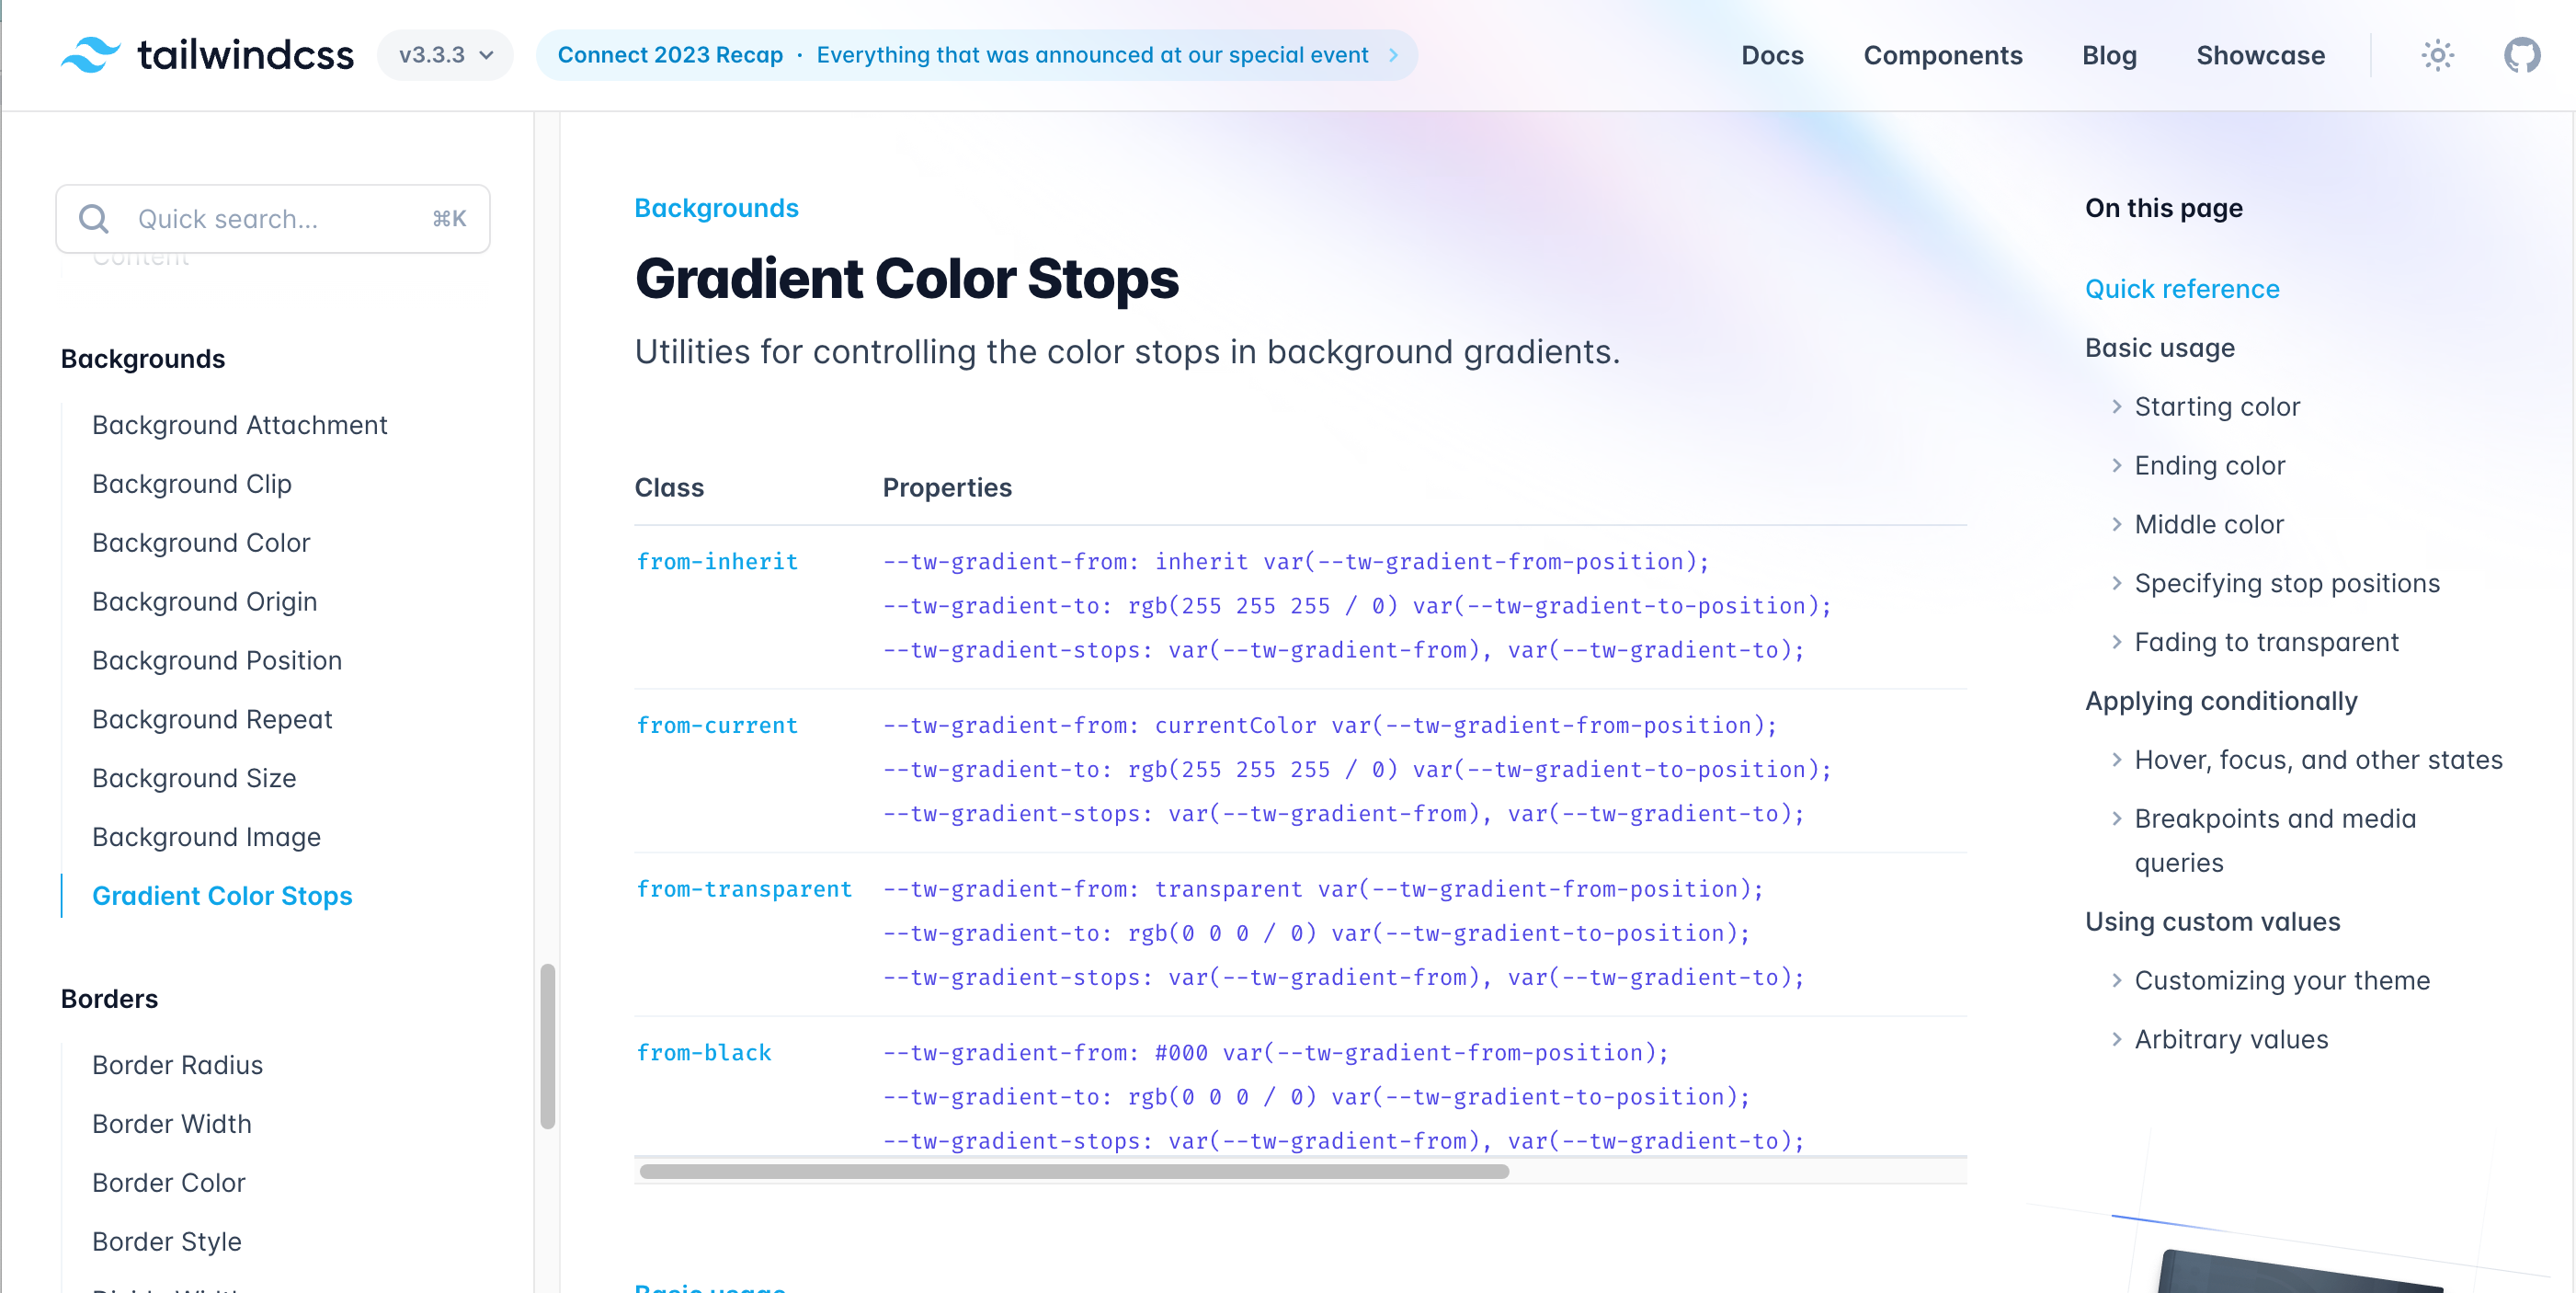 tailwindcss
v3.3.3
Connect 2023 Recap · Everything that was announced at our special event
Docs
Components
Blog
Showcase
Quick search...
⌘K
Content
Backgrounds
Background Attachment
Background Clip
Background Color
Background Origin
Background Position
Background Repeat
Background Size
Background Image
Gradient Color Stops
Borders
Border Radius
Border Width
Border Color
Border Style
Backgrounds
Gradient Color Stops
Utilities for controlling the color stops in background gradients.
Class Properties
from-inherit --tw-gradient-from: inherit var(--tw-gradient-from-position);
--tw-gradient-to: rgb(255 255 255 / 0) var(--tw-gradient-to-position);
--tw-gradient-stops: var(--tw-gradient-from), var(--tw-gradient-to);
from-current --tw-gradient-from: currentColor var(--tw-gradient-from-position);
--tw-gradient-to: rgb(255 255 255 / 0) var(--tw-gradient-to-position);
--tw-gradient-stops: var(--tw-gradient-from), var(--tw-gradient-to);
from-transparent --tw-gradient-from: transparent var(--tw-gradient-from-position);
--tw-gradient-to: rgb(0 0 0 / 0) var(--tw-gradient-to-position);
--tw-gradient-stops: var(--tw-gradient-from), var(--tw-gradient-to);
from-black --tw-gradient-from: #000 var(--tw-gradient-from-position);
--tw-gradient-to: rgb(0 0 0 / 0) var(--tw-gradient-to-position);
--tw-gradient-stops: var(--tw-gradient-from), var(--tw-gradient-to);
Basic usage
On this page
Quick reference
Basic usage
Starting color
Ending color
Middle color
Specifying stop positions
Fading to transparent
Applying conditionally
Hover, focus, and other states
Breakpoints and media
queries
Using custom values
Customizing your theme
Arbitrary values